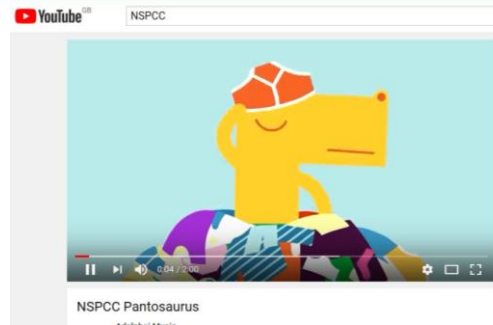 YouTube GB
NSPCC
A
0:04 / 2:00
NSPCC Pantosaurus